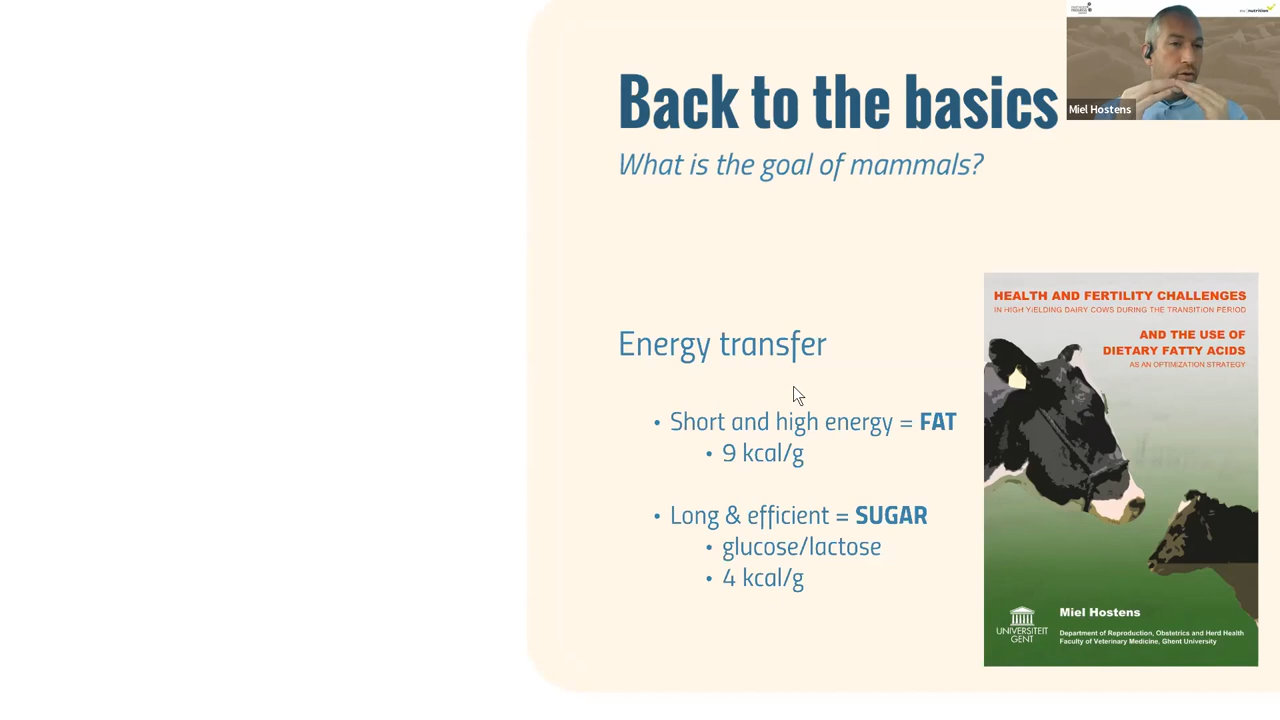 Back to the basics
What is the goal of mammals?
Miel Hostens
Energy transfer
• Short and high energy = FAT
• 9 kcal/g
• Long & efficient = SUGAR
• glucose/lactose
• 4 kcal/g
HEALTH AND FERTILITY CHALLENGES
IN HIGH YIELDING DAIRY COWS DURING THE TRANSITION PERIOD
AND THE USE OF
DIETARY FATTY ACIDS
AS AN OPTIMIZATION STRATEGY
UNIVERSITEIT
GENT
Miel Hostens
Department of Reproduction, Obstetrics and Herd Health
Faculty of Veterinary Medicine, Ghent University